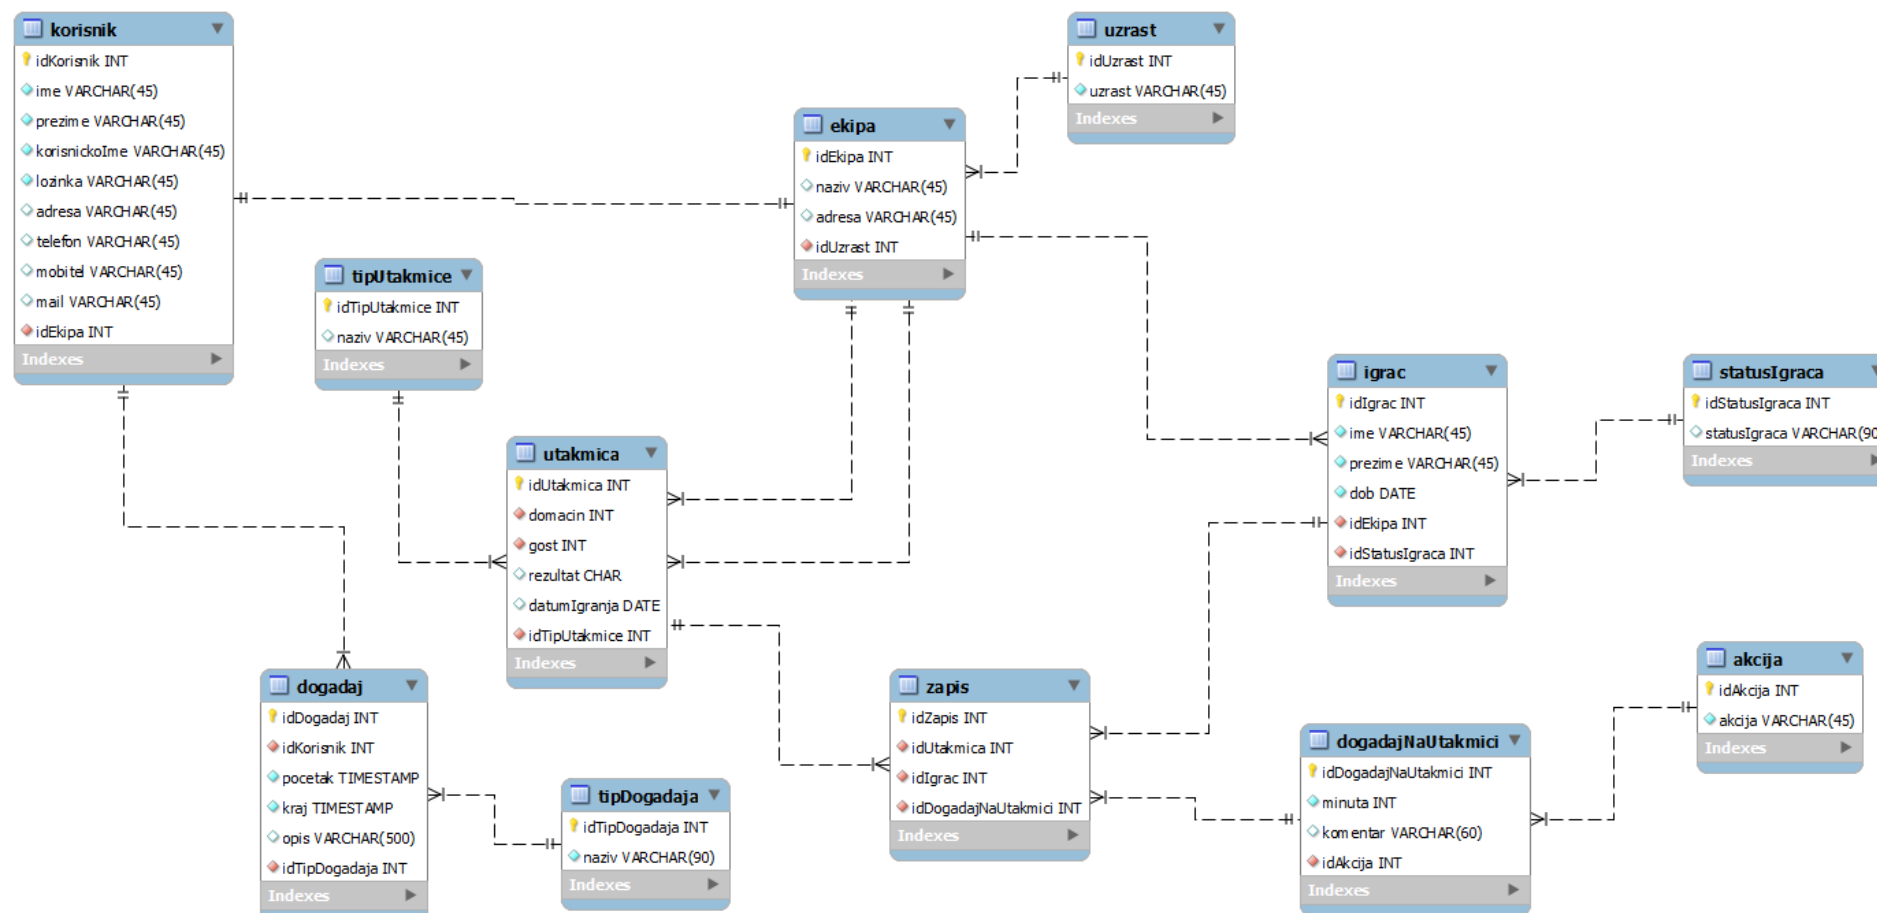 korisnik
idKorisnik INT
ime VARCHAR(45)
prezime VARCHAR(45)
korisnickoIme VARCHAR(45)
lozinka VARCHAR(45)
adresa VARCHAR(45)
telefon VARCHAR(45)
mobitel VARCHAR(45)
mail VARCHAR(45)
idEkipa INT
Indexes
uzrast
idUzrast INT
uzrast VARCHAR(45)
Indexes
ekipa
idEkipa INT
naziv VARCHAR(45)
adresa VARCHAR(45)
idUzrast INT
Indexes
tipUtakmice
idTipUtakmice INT
naziv VARCHAR(45)
Indexes
utakmica
idUtakmica INT
domacin INT
gost INT
rezultat CHAR
datumIgranja DATE
idTipUtakmice INT
Indexes
igrac
idIgrac INT
ime VARCHAR(45)
prezime VARCHAR(45)
dob DATE
idEkipa INT
idStatusIgraca INT
Indexes
statusIgraca
idStatusIgraca INT
statusIgraca VARCHAR(90
Indexes
dogadaj
idDogadaj INT
idKorisnik INT
pocetak TIMESTAMP
kraj TIMESTAMP
opis VARCHAR(500)
idTipDogadaja INT
Indexes
tipDogadaja
idTipDogadaja INT
naziv VARCHAR(90)
Indexes
zapis
idZapis INT
idUtakmica INT
idIgrac INT
idDogadajNaUtakmici INT
Indexes
dogadajNaUtakmici
idDogadajNaUtakmici INT
minuta INT
komentar VARCHAR(60)
idAkcija INT
Indexes
akcija
idAkcija INT
akcija VARCHAR(45)
Indexes